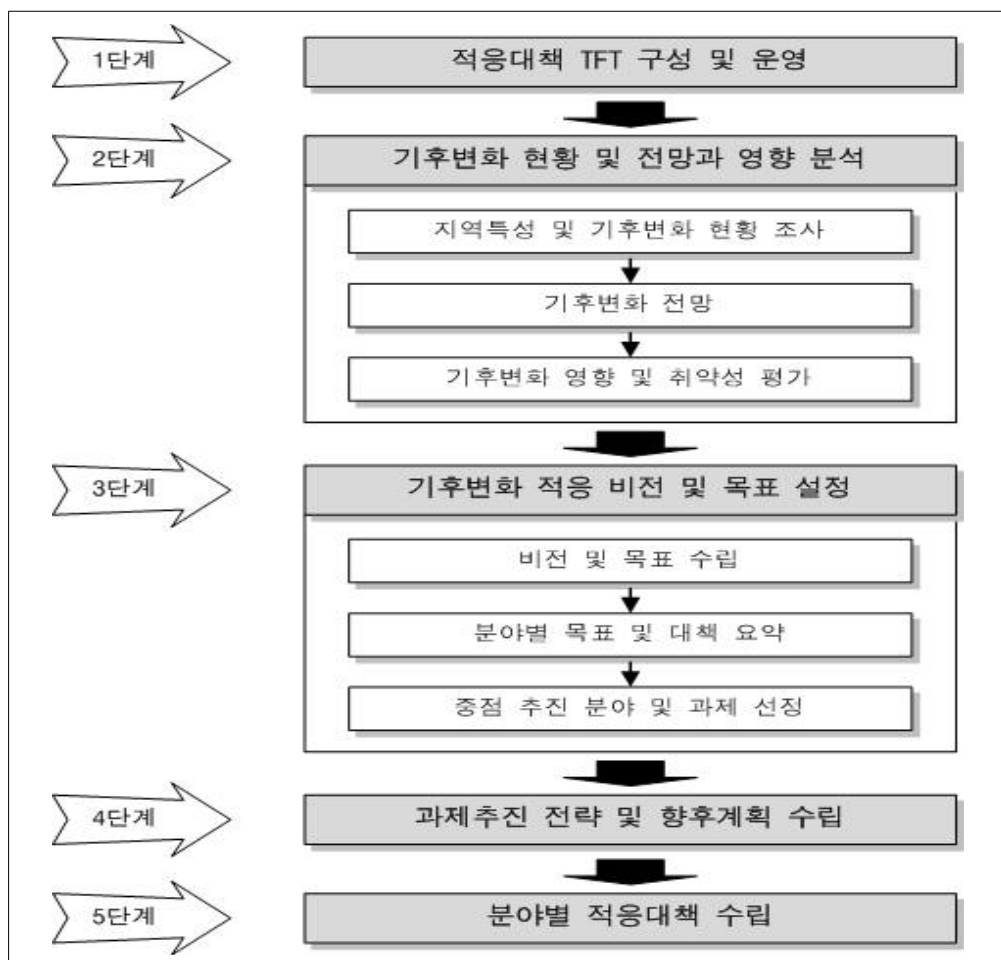 1단계
적응대책 TFT 구성 및 운영
2단계
기후변화 현황 및 전망과 영향 분석
지역특성 및 기후변화 현황 조사
기후변화 전망
기후변화 영향 및 취약성 평가
3단계
기후변화 적응 비전 및 목표 설정
비전 및 목표 수립
분야별 목표 및 대책 요약
중점 추진 분야 및 과제 선정
4단계
과제추진 전략 및 향후계획 수립
5단계
분야별 적응대책 수립